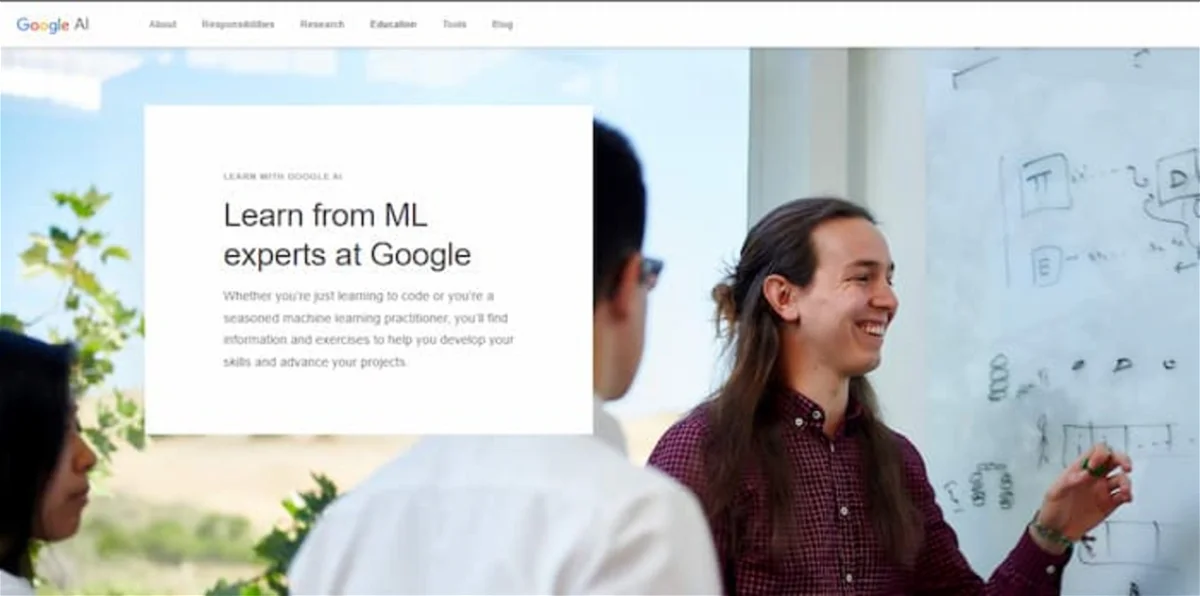 Google AI
About Responsibilities Research Education Tools Blog
LEARN WITH GOOGLE AI
Learn from ML
experts at Google
Whether you're just learning to code or you're a
seasoned machine learning practitioner, you'll find
information and exercises to help you develop your
skills and advance your projects.
π
D
E
D